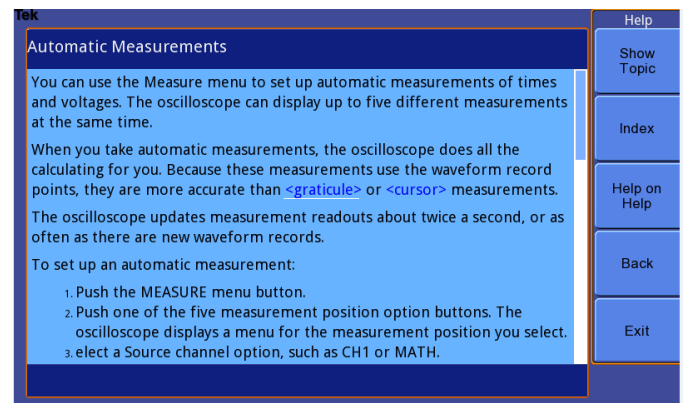 Tek
Automatic Measurements
You can use the Measure menu to set up automatic measurements of times
and voltages. The oscilloscope can display up to five different measurements
at the same time.
When you take automatic measurements, the oscilloscope does all the
calculating for you. Because these measurements use the waveform record
points, they are more accurate than <graticule> or <cursor> measurements.
The oscilloscope updates measurement readouts about twice a second, or as
often as there are new waveform records.
To set up an automatic measurement:
1. Push the MEASURE menu button.
2. Push one of the five measurement position option buttons. The
oscilloscope displays a menu for the measurement position you select.
3. elect a Source channel option, such as CH1 or MATH.
Help
Show
Topic
Index
Help on
Help
Back
Exit